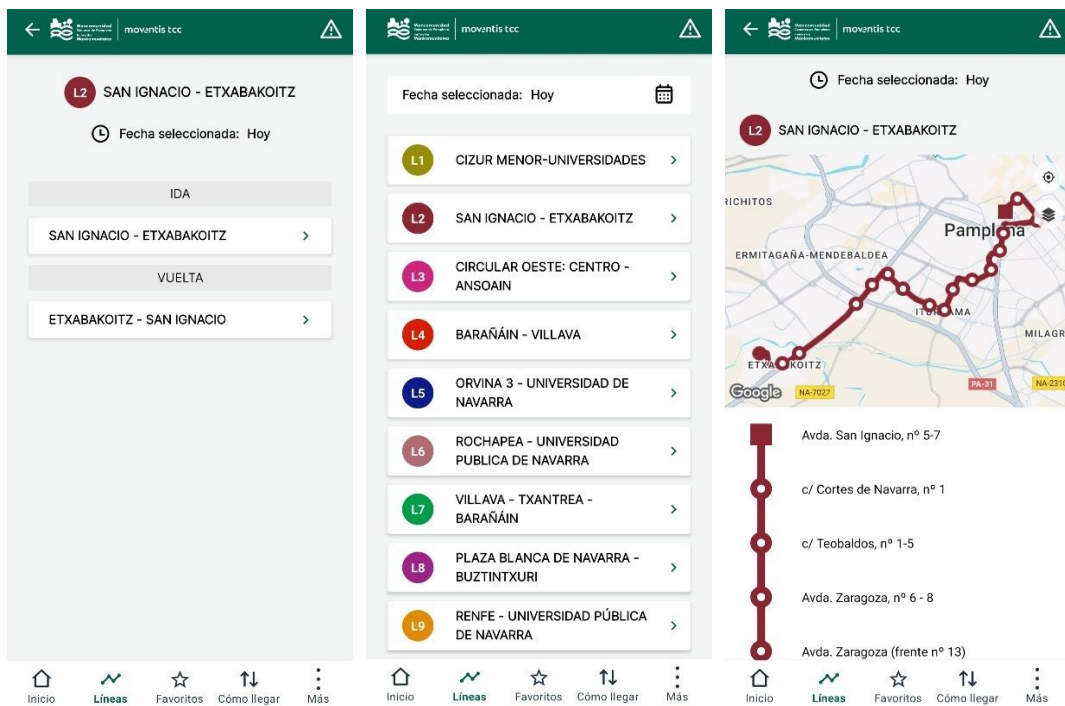 moventis tcc
L2
SAN IGNACIO - ETXABAKOITZ
Fecha seleccionada: Hoy
IDA
SAN IGNACIO - ETXABAKOITZ
VUELTA
ETXABAKOITZ - SAN IGNACIO
Inicio
Líneas
Favoritos
Cómo llegar
Más
moventis tcc
Fecha seleccionada: Hoy
L1
CIZUR MENOR-UNIVERSIDADES
L2
SAN IGNACIO - ETXABAKOITZ
L3
CIRCULAR OESTE: CENTRO -
ANSOAIN
L4
BARAÑÁIN - VILLAVA
L5
ORVINA 3 - UNIVERSIDAD DE
NAVARRA
L6
ROCHAPEA - UNIVERSIDAD
PUBLICA DE NAVARRA
L7
VILLAVA - TXANTREA -
BARAÑÁIN
L8
PLAZA BLANCA DE NAVARRA -
BUZTINTXURI
L9
RENFE - UNIVERSIDAD PÚBLICA
DE NAVARRA
Inicio
Líneas
Favoritos
Cómo llegar
Más
moventis tcc
Fecha seleccionada: Hoy
L2
SAN IGNACIO - ETXABAKOITZ
RICHITOS
Pamplona
ERMITAGAÑA-MENDEBALDEA
MILAGR
PA-31
NA-2310
NA-7027
Google
Avda. San Ignacio, nº 5-7
c/ Cortes de Navarra, nº 1
c/ Teobaldos, nº 1-5
Avda. Zaragoza, nº 6 - 8
Avda. Zaragoza (frente nº 13)
Inicio
Líneas
Favoritos
Cómo llegar
Más